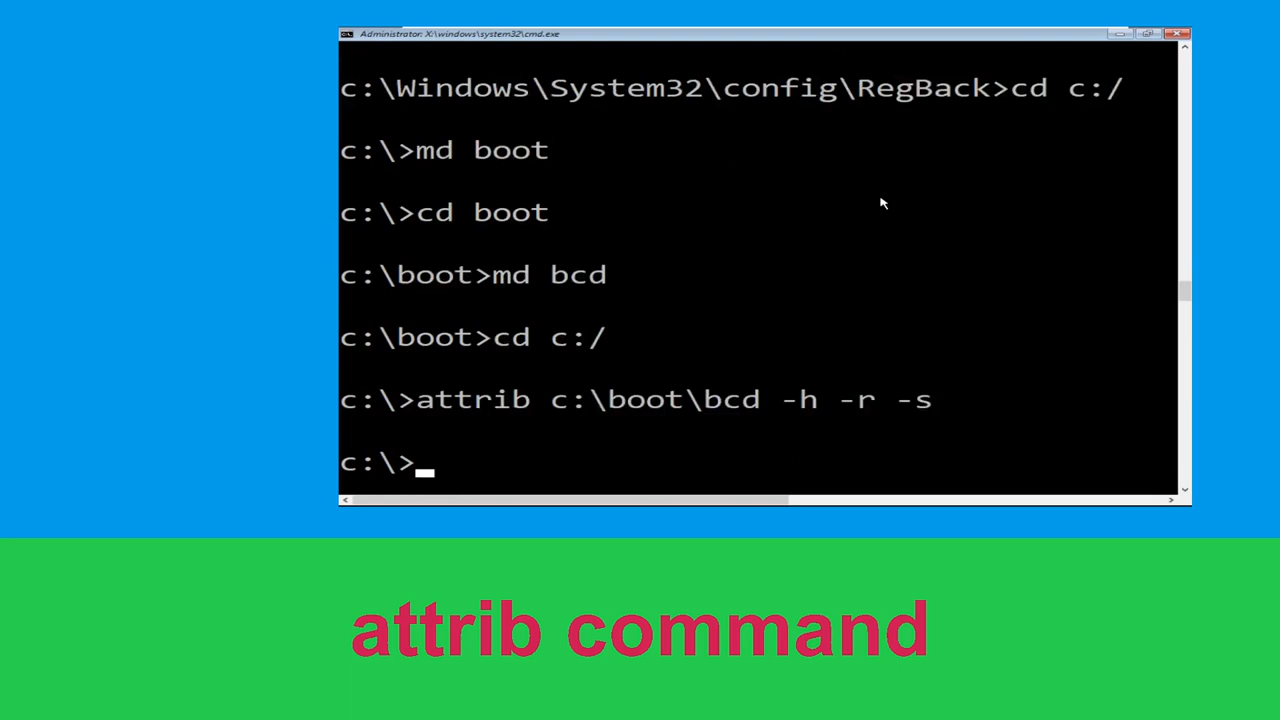 Administrator: X:\windows\system32\cmd.exe
c:\Windows\System32\config\RegBack>cd c:/
c:\>md boot
c:\>cd boot
c:\boot>md bcd
c:\boot>cd c:/
c:\>attrib c:\boot\bcd -h -r -s
c:\>
attrib command